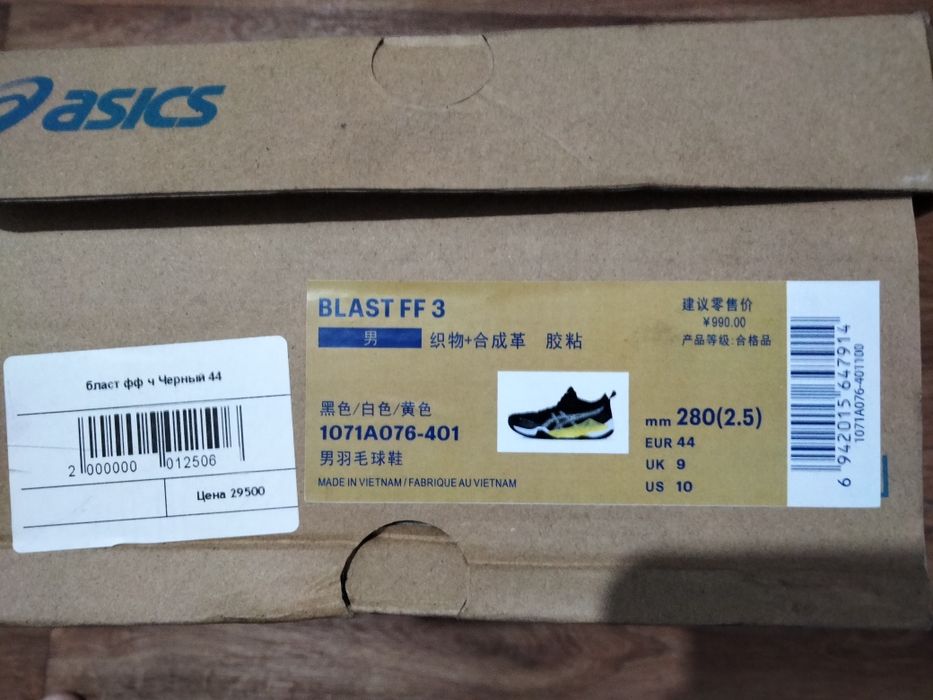 asics
BLAST FF 3
男 织物+合成革 胶粘
建议零售价
¥990.00
产品等级:合格品
黑色/白色/黄色
1071A076-401
男羽毛球鞋
MADE IN VIETNAM / FABRIQUE AU VIETNAM
mm 280(2.5)
EUR 44
UK 9
US 10
6 942015 647914
1071A076-401100
бласт фф ч Черный 44
2 000000 012506
Цена 29500